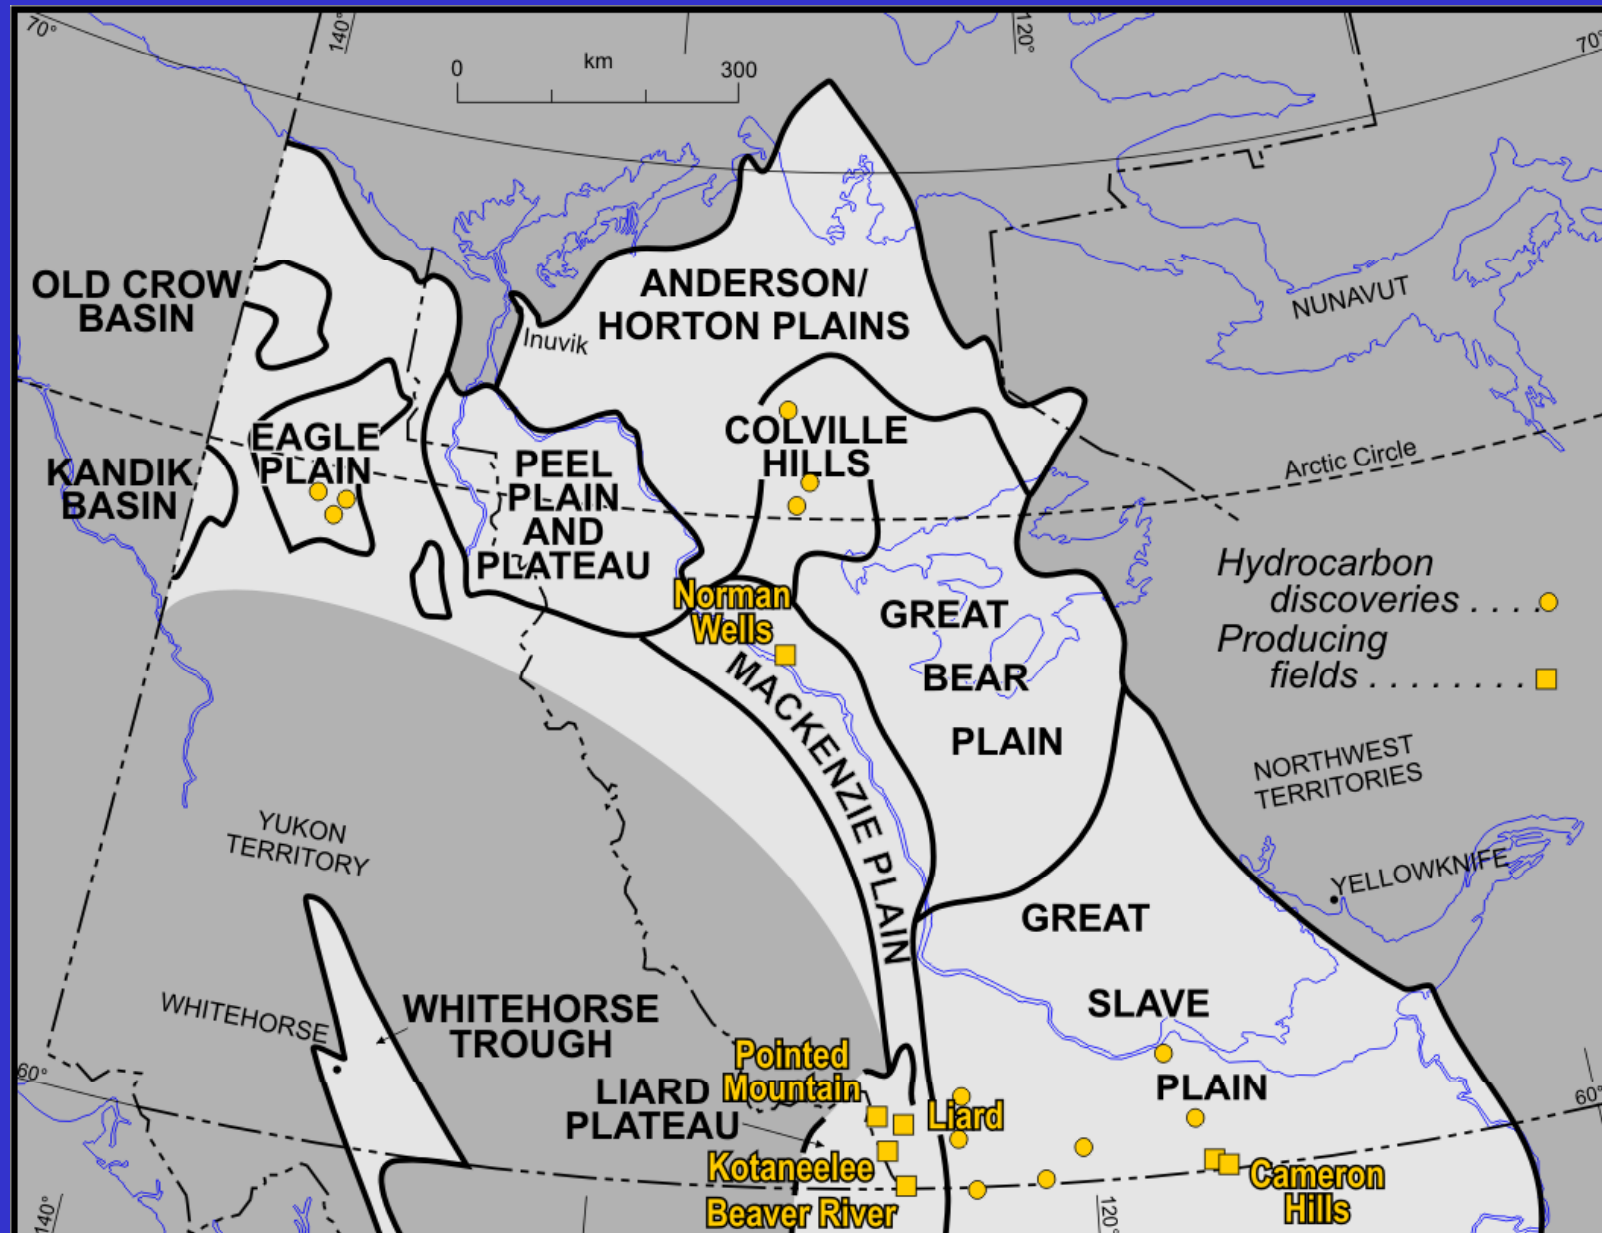 70°
140°
120°
70°
0 km 300
OLD CROW
BASIN
ANDERSON/
HORTON PLAINS
Inuvik
NUNAVUT
EAGLE
PLAIN
COLVILLE
HILLS
KANDIK
BASIN
PEEL
PLAIN
AND
PLATEAU
Arctic Circle
Hydrocarbon
discoveries . . . .
Producing
fields . . . . . . . .
Norman
Wells
GREAT
BEAR
PLAIN
MACKENZIE PLAIN
NORTHWEST
TERRITORIES
YUKON
TERRITORY
YELLOWKNIFE
GREAT
SLAVE
PLAIN
WHITEHORSE
WHITEHORSE
TROUGH
Pointed
Mountain
LIARD
PLATEAU
Liard
Kotaneelee
Beaver River
Cameron
Hills
60°
60°
140°
120°